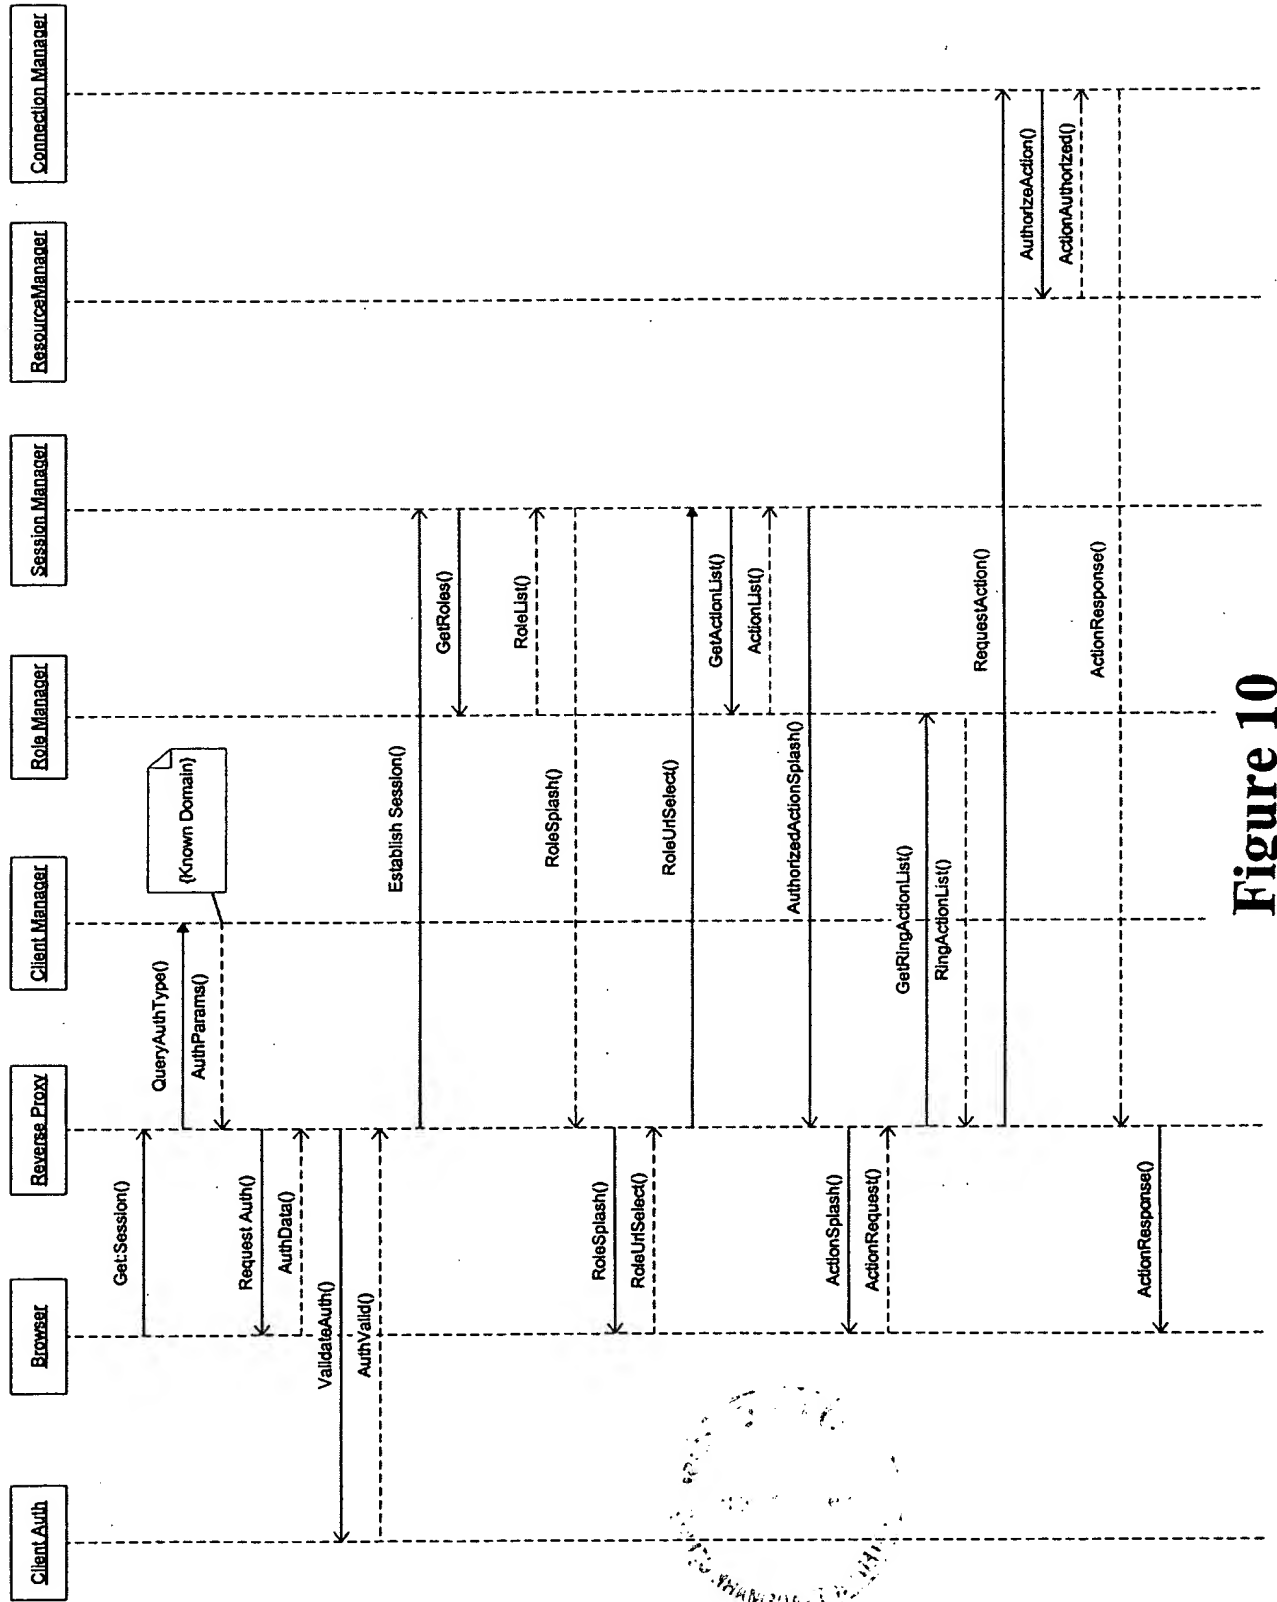 Client Auth
Browser
Reverse Proxy
Client Manager
Role Manager
Session Manager
ResourceManager
Connection Manager
Get:Session()
QueryAuthType()
{Known Domain}
AuthParams()
Request Auth()
AuthData()
ValidateAuth()
AuthValid()
Establish Session()
GetRoles()
RoleList()
RoleSplash()
RoleSplash()
RoleUrlSelect()
RoleUrlSelect()
GetActionList()
ActionList()
AuthorizedActionSplash()
ActionSplash()
ActionRequest()
GetRingActionList()
RingActionList()
RequestAction()
AuthorizeAction()
ActionAuthorized()
ActionResponse()
ActionResponse()
Figure 10